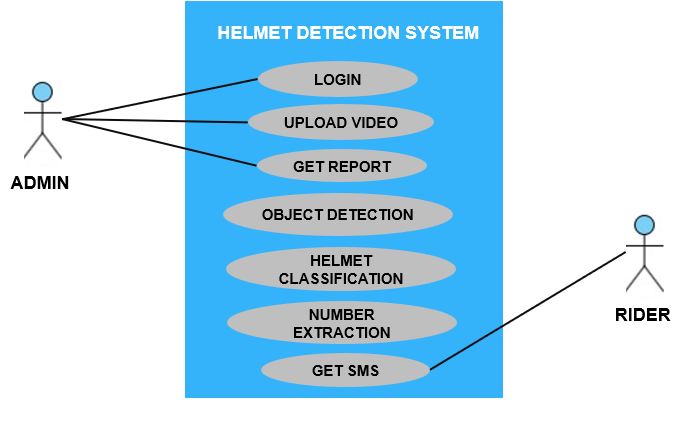 HELMET DETECTION SYSTEM
LOGIN
UPLOAD VIDEO
GET REPORT
ADMIN
OBJECT DETECTION
HELMET
CLASSIFICATION
NUMBER
EXTRACTION
RIDER
GET SMS